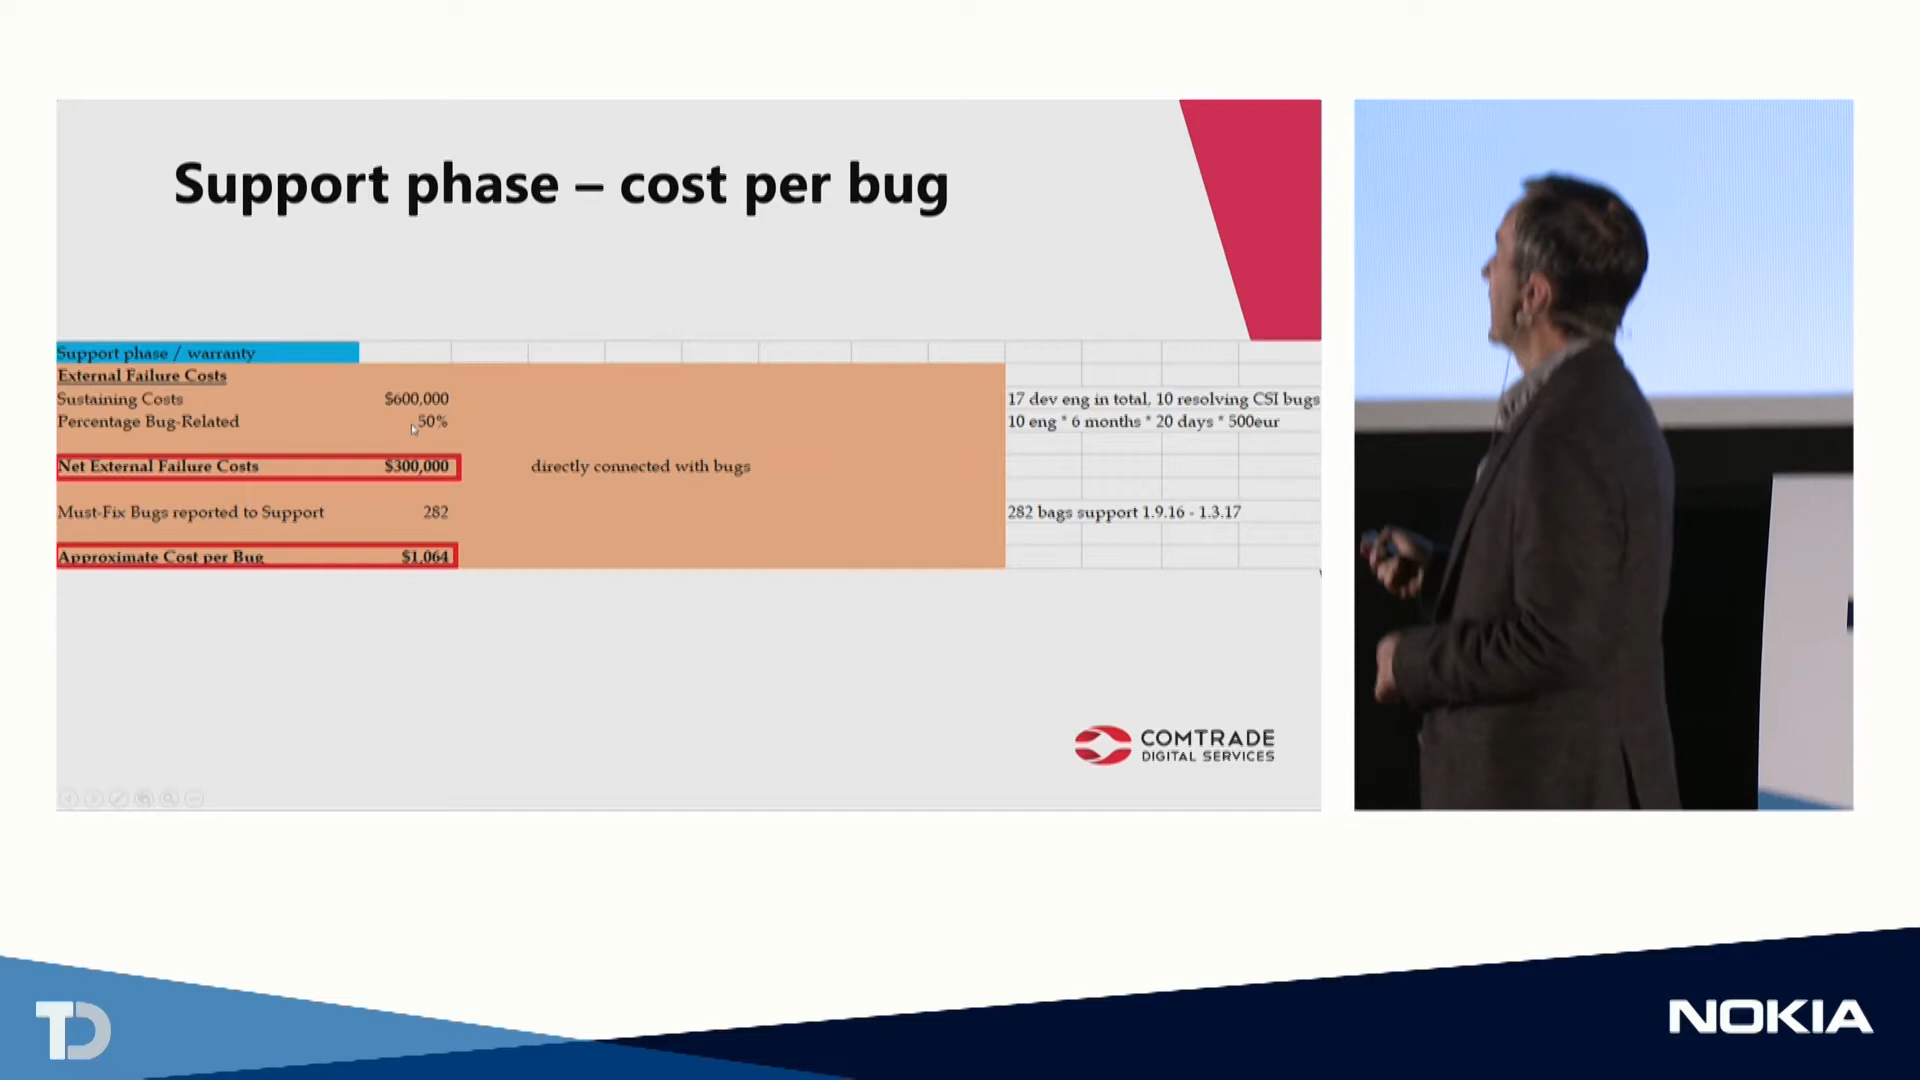 Support phase – cost per bug
Support phase / warranty
External Failure Costs
Sustaining Costs $600,000 17 dev eng in total, 10 resolving CSI bugs
Percentage Bug-Related 50% 10 eng * 6 months * 20 days * 500eur
Net External Failure Costs $300,000 directly connected with bugs
Must-Fix Bugs reported to Support 282 282 bags support 1.9.16 - 1.3.17
Approximate Cost per Bug $1,064
COMTRADE
DIGITAL SERVICES
TD
NOKIA